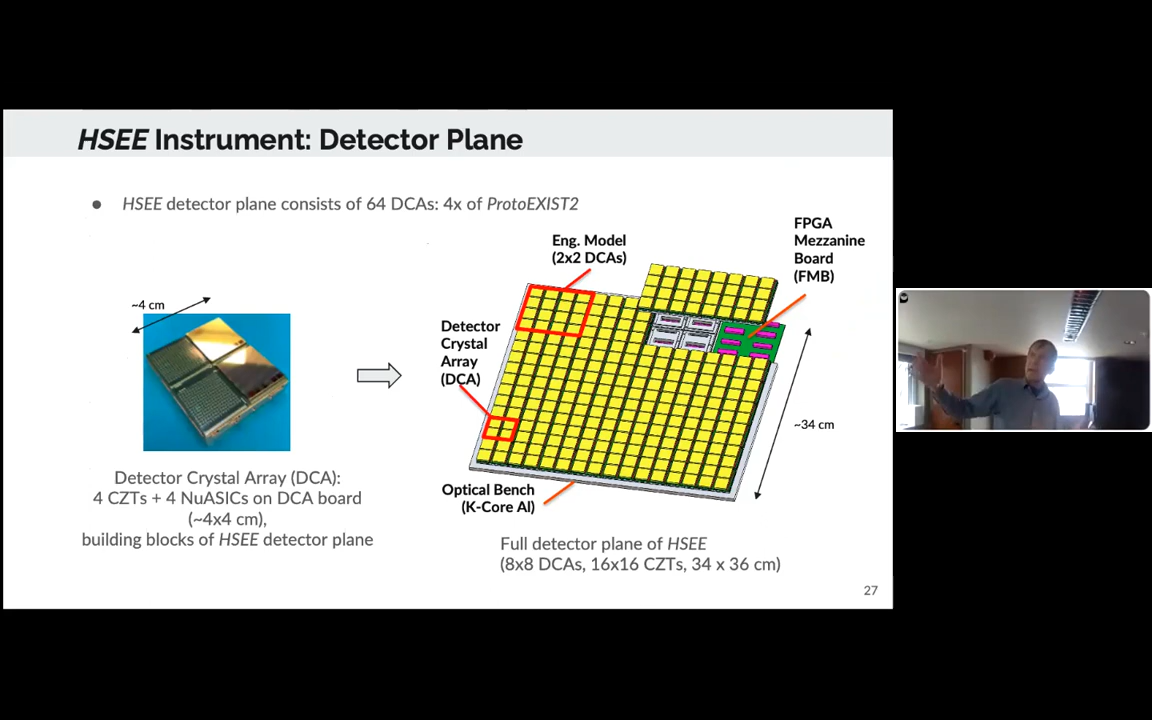 HSEE Instrument: Detector Plane
● HSEE detector plane consists of 64 DCAs: 4x of ProtoEXIST2
~4 cm
Detector Crystal Array (DCA):
4 CZTs + 4 NuASICs on DCA board
(~4x4 cm),
building blocks of HSEE detector plane
Eng. Model
(2x2 DCAs)
FPGA
Mezzanine
Board
(FMB)
Detector
Crystal
Array
(DCA)
~34 cm
Optical Bench
(K-Core Al)
Full detector plane of HSEE
(8x8 DCAs, 16x16 CZTs, 34 x 36 cm)
27